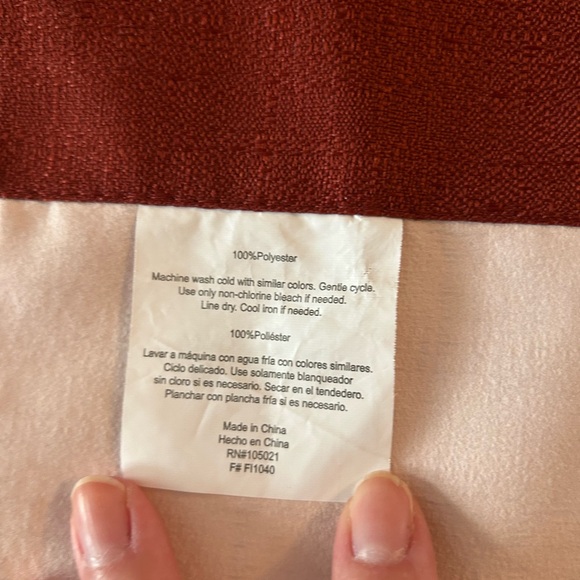 100%Polyester
Machine wash cold with similar colors. Gentle cycle.
Use only non-chlorine bleach if needed.
Line dry. Cool iron if needed.
100%Poliéster
Lavar a máquina con agua fría con colores similares.
Ciclo delicado. Use solamente blanqueador
sin cloro si es necesario. Secar en el tendedero.
Planchar con plancha fría si es necesario.
Made in China
Hecho en China
RN#105021
F# FI1040